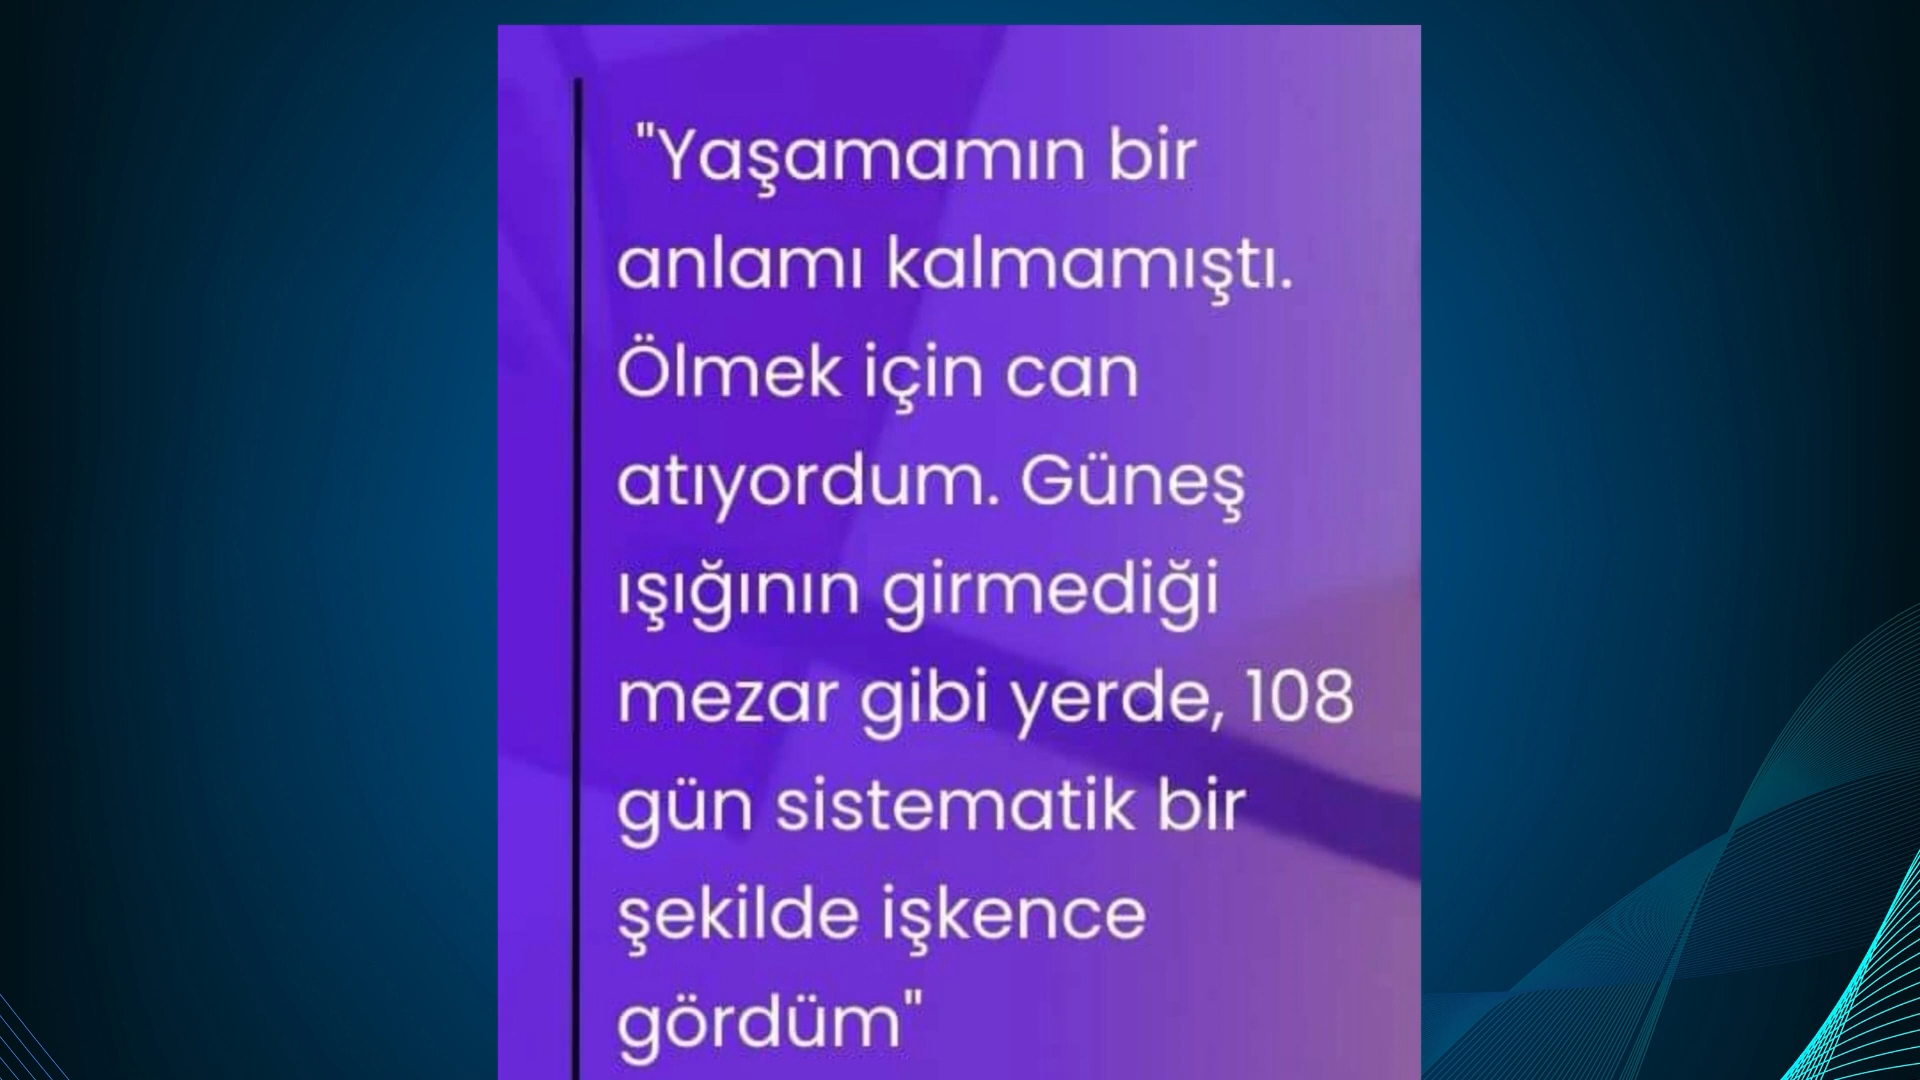 "Yaşamamın bir
anlamı kalmamıştı.
Ölmek için can
atıyordum. Güneş
ışığının girmediği
mezar gibi yerde, 108
gün sistematik bir
şekilde işkence
gördüm"